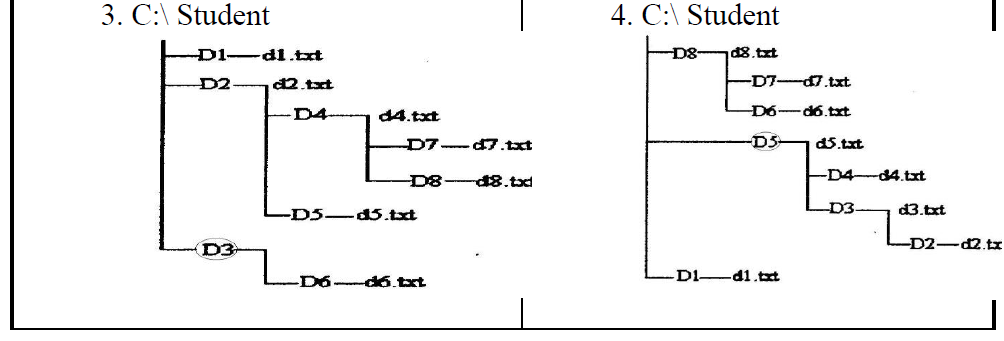 3. C:\ Student
D1 d1.txt
D2 d2.txt
D4 d4.txt
D7 d7.txt
D8 d8.txt
D5 d5.txt
D3
D6 d6.txt
4. C:\ Student
D8 d8.txt
D7 d7.txt
D6 d6.txt
D5 d5.txt
D4 d4.txt
D3 d3.txt
D2 d2.tx
D1 d1.txt